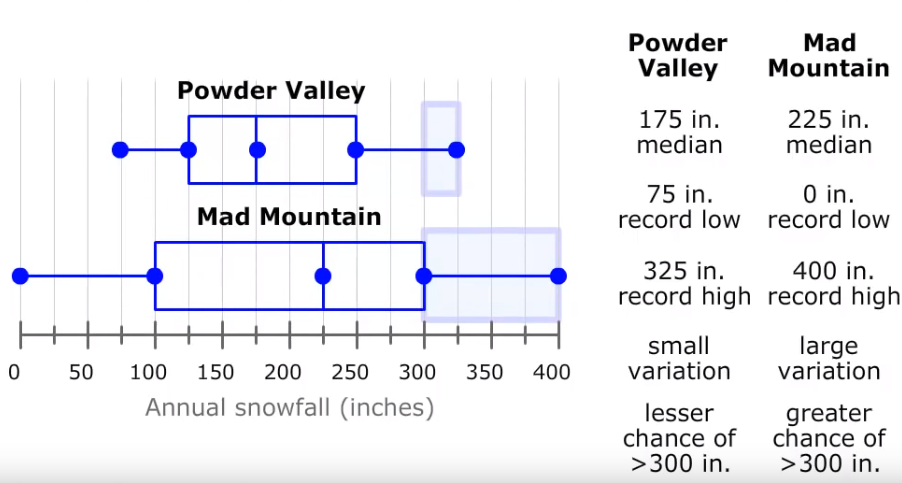 Powder Valley
Mad Mountain
0 50 100 150 200 250 300 350 400
Annual snowfall (inches)
Powder
Valley
Mad
Mountain
175 in.
median
225 in.
median
75 in.
record low
0 in.
record low
325 in.
record high
400 in.
record high
small
variation
large
variation
lesser
chance of
>300 in.
greater
chance of
>300 in.